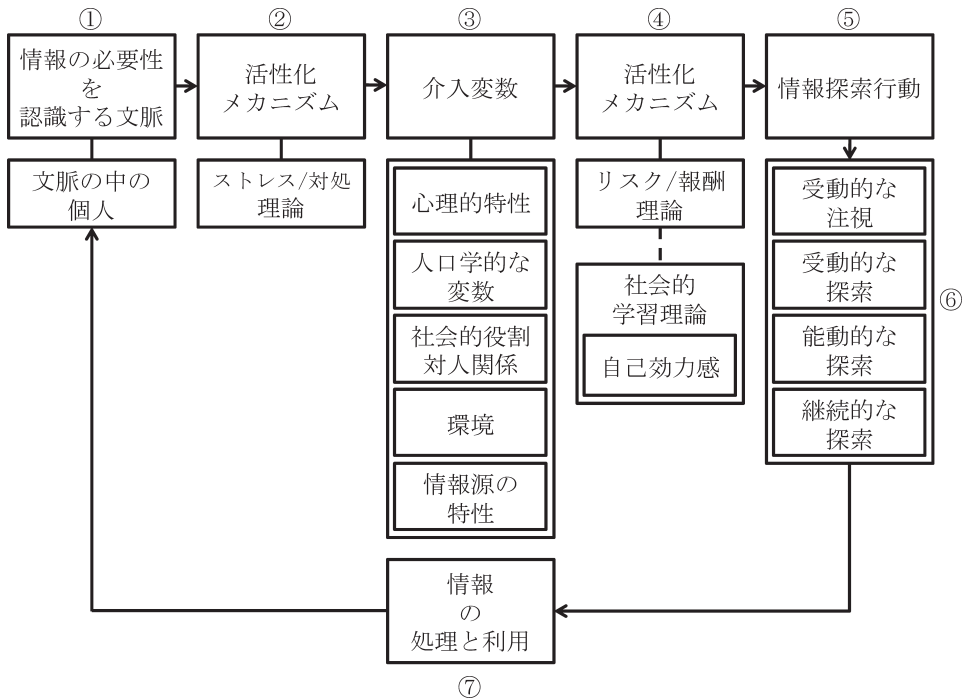 ①
情報の必要性
を
認識する文脈
文脈の中の
個人
②
活性化
メカニズム
ストレス/対処
理論
③
介入変数
心理的特性
人口学的な
変数
社会的役割
対人関係
環境
情報源の
特性
④
活性化
メカニズム
リスク/報酬
理論
社会的
学習理論
自己効力感
⑤
情報探索行動
受動的な
注視
受動的な
探索
能動的な
探索
継続的な
探索
⑥
情報
の
処理と利用
⑦